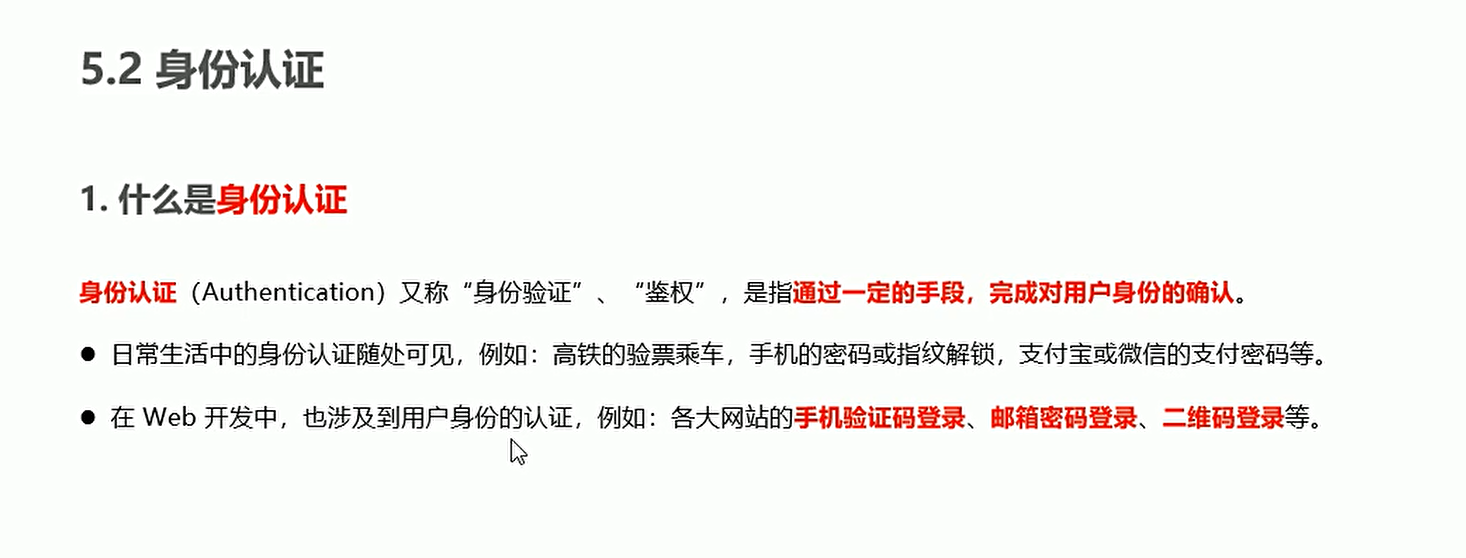 5.2 身份认证
1. 什么是身份认证
身份认证（Authentication）又称“身份验证”、“鉴权”，是指通过一定的手段，完成对用户身份的确认。
● 日常生活中的身份认证随处可见，例如：高铁的验票乘车，手机的密码或指纹解锁，支付宝或微信的支付密码等。
● 在 Web 开发中，也涉及到用户身份的认证，例如：各大网站的手机验证码登录、邮箱密码登录、二维码登录等。